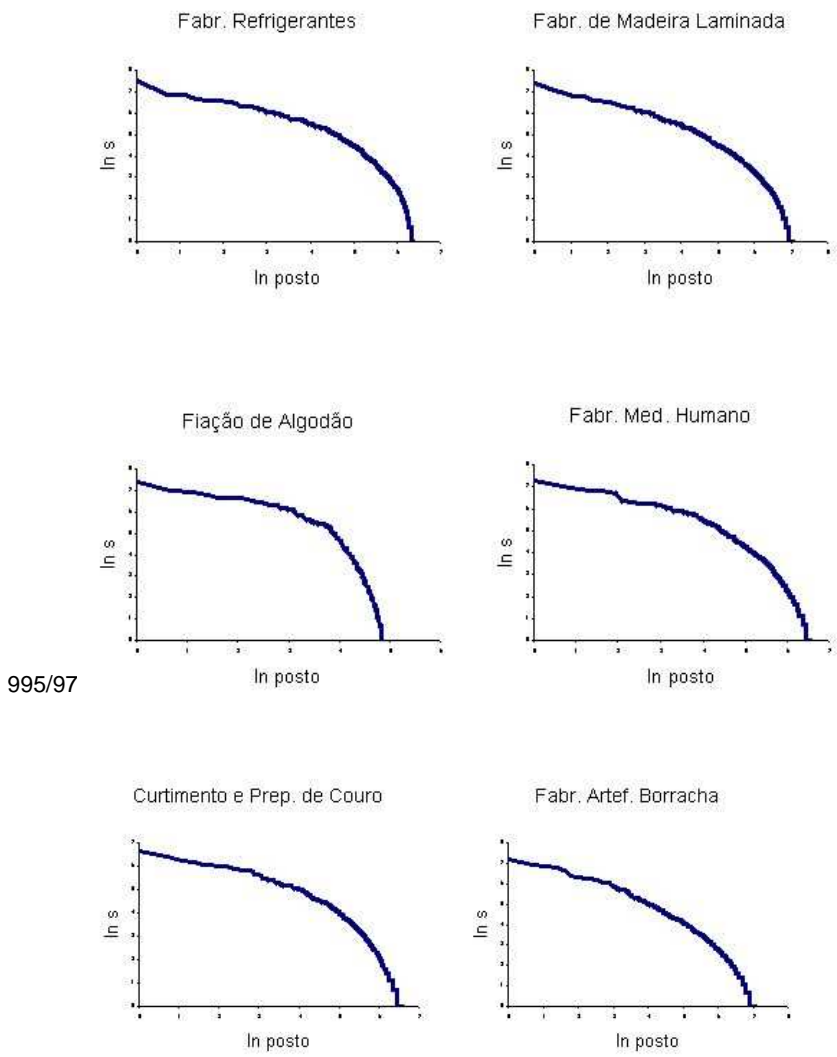 Fabr. Refrigerantes
Fabr. de Madeira Laminada
ln s
ln posto
ln s
ln posto
Fiação de Algodão
Fabr. Med. Humano
ln s
ln posto
ln s
ln posto
995/97
Curtimento e Prep. de Couro
Fabr. Artef. Borracha
ln s
ln posto
ln s
ln posto